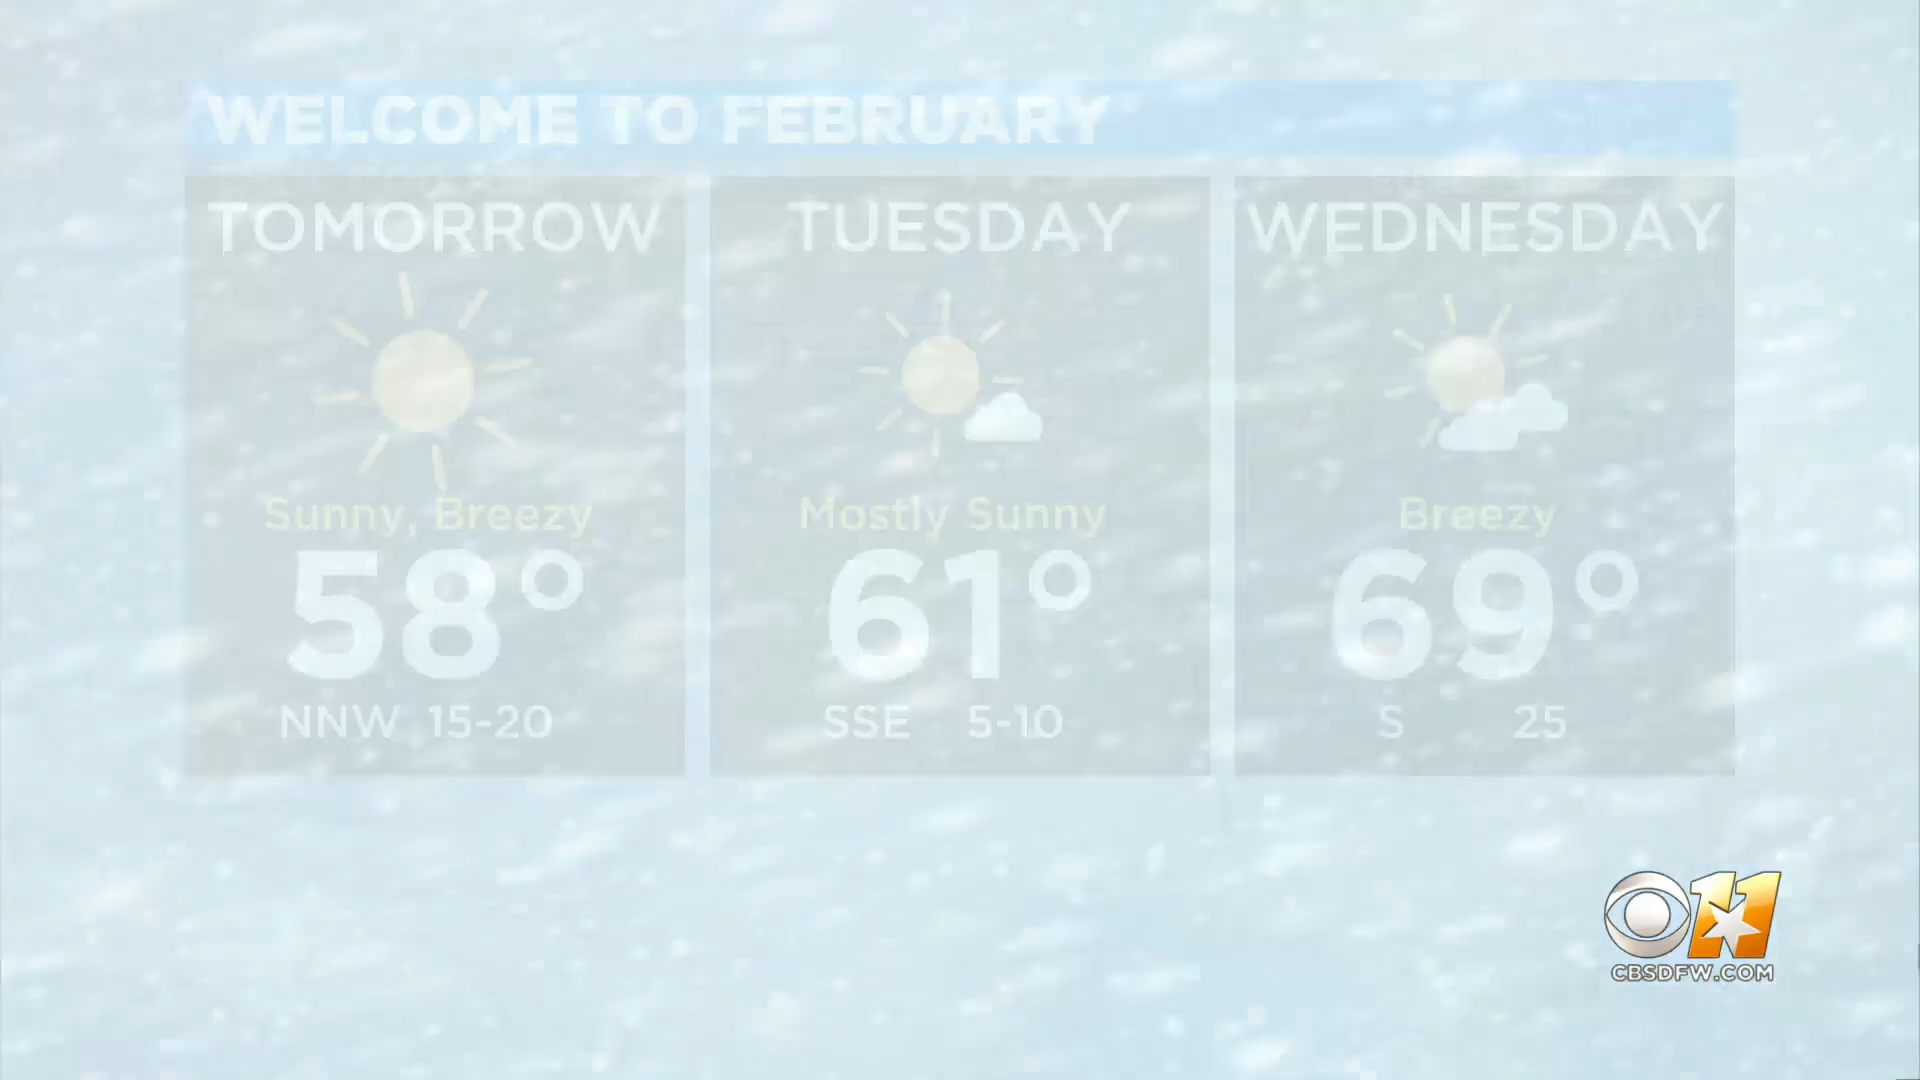 WELCOME TO FEBRUARY
TOMORROW
Sunny, Breezy
58°
NNW 15-20
TUESDAY
Mostly Sunny
61°
SSE 5-10
WEDNESDAY
Breezy
69°
S 25
11
CBSDFW.COM